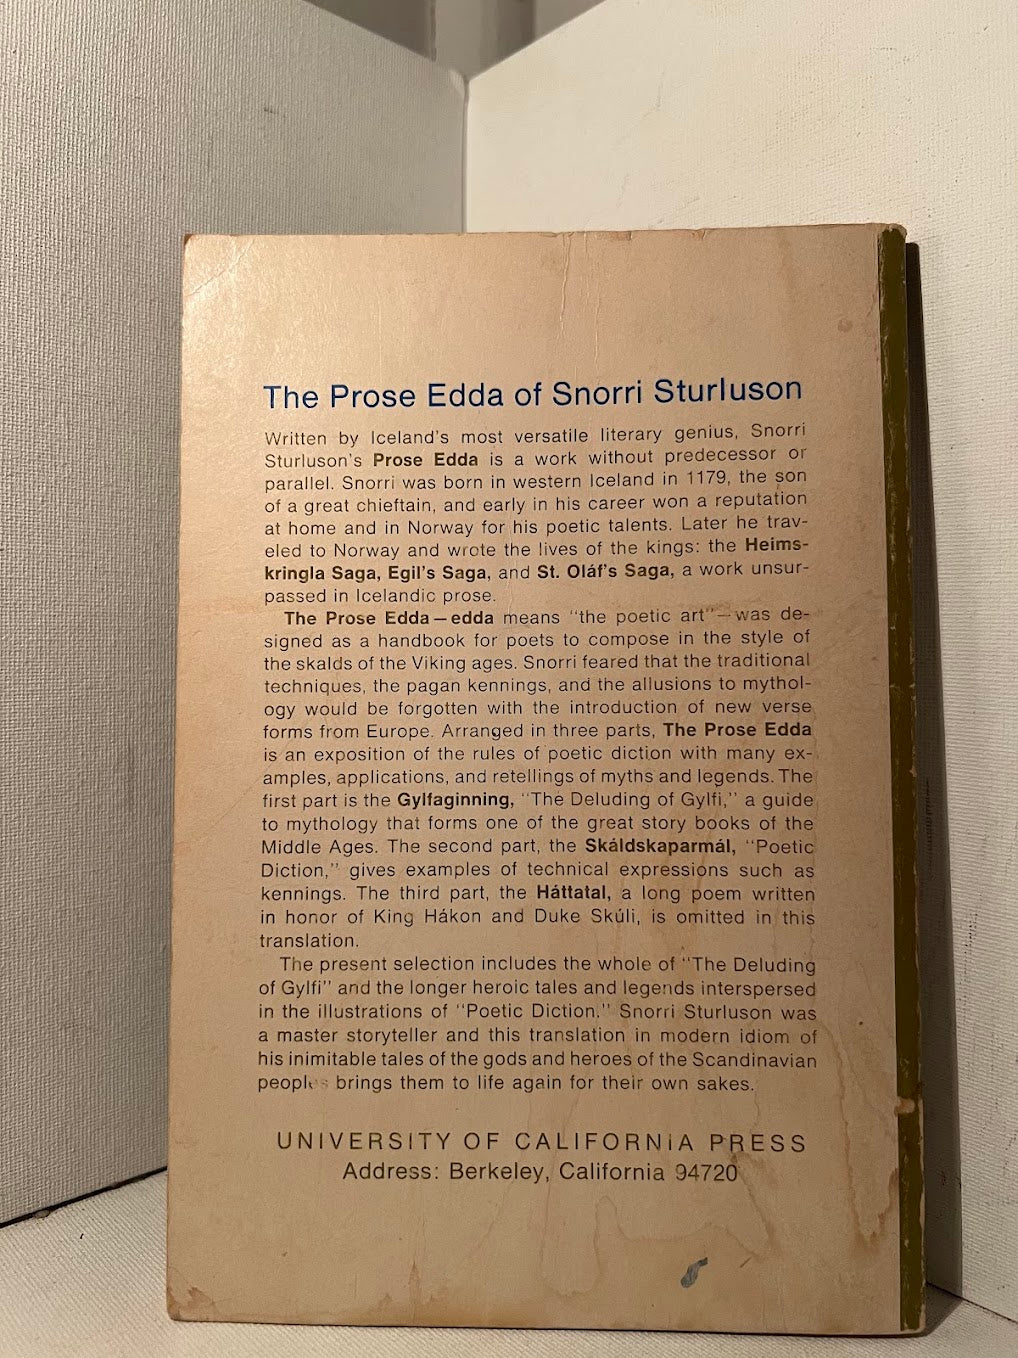 The Prose Edda of Snorri Sturluson
Written by Iceland's most versatile literary genius, Snorri
Sturluson's Prose Edda is a work without predecessor or
parallel. Snorri was born in western Iceland in 1179, the son
of a great chieftain, and early in his career won a reputation
at home and in Norway for his poetic talents. Later he trav-
eled to Norway and wrote the lives of the kings: the Heims-
kringla Saga, Egil's Saga, and St. Oláf's Saga, a work unsur-
passed in Icelandic prose.
The Prose Edda—edda means "the poetic art"—was de-
signed as a handbook for poets to compose in the style of
the skalds of the Viking ages. Snorri feared that the traditional
techniques, the pagan kennings, and the allusions to mythol-
ogy would be forgotten with the introduction of new verse
forms from Europe. Arranged in three parts, The Prose Edda
is an exposition of the rules of poetic diction with many ex-
amples, applications, and retellings of myths and legends. The
first part is the Gylfaginning, "The Deluding of Gylfi," a guide
to mythology that forms one of the great story books of the
Middle Ages. The second part, the Skáldskaparmál, "Poetic
Diction," gives examples of technical expressions such as
kennings. The third part, the Háttatal, a long poem written
in honor of King Hákon and Duke Skúli, is omitted in this
translation.
The present selection includes the whole of "The Deluding
of Gylfi" and the longer heroic tales and legends interspersed
in the illustrations of "Poetic Diction." Snorri Sturluson was
a master storyteller and this translation in modern idiom of
his inimitable tales of the gods and heroes of the Scandinavian
peoples brings them to life again for their own sakes.
UNIVERSITY OF CALIFORNIA PRESS
Address: Berkeley, California 94720